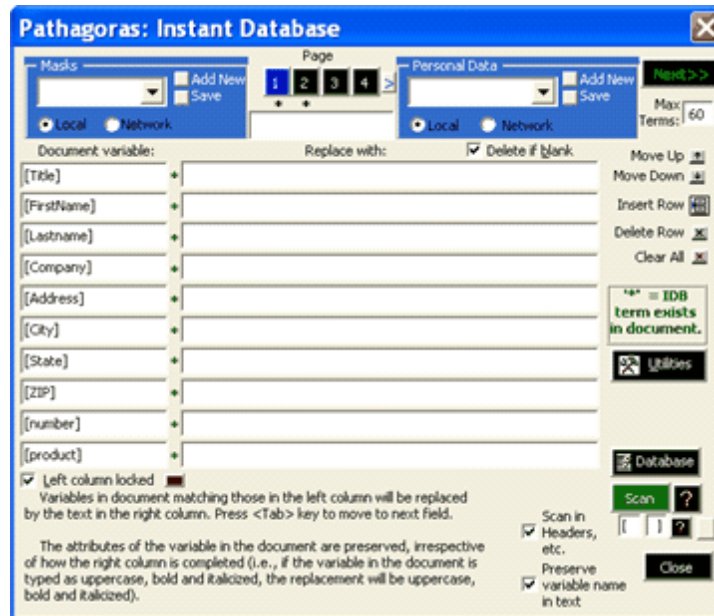 Pathagoras: Instant Database
Masks
Add New
Save
Local Network
Page
1 2 3 4 >
* *
Personal Data
Add New
Save
Local Network
Next>>
Max Terms: 60
Document variable: Replace with: Delete if blank
[Title] *
[FirstName] *
[Lastname] *
[Company] *
[Address] *
[City] *
[State] *
[ZIP] *
[number] *
[product] *
Move Up
Move Down
Insert Row
Delete Row
Clear All
"*" = IDB
term exists
in document.
Utilities
Database
Scan ?
[ ] ?
Close
Left column locked
Variables in document matching those in the left column will be replaced
by the text in the right column. Press <Tab> key to move to next field.
The attributes of the variable in the document are preserved, irrespective
of how the right column is completed (i.e., if the variable in the document is
typed as uppercase, bold and italicized, the replacement will be uppercase,
bold and italicized).
Scan in
Headers,
etc.
Preserve
variable name
in text